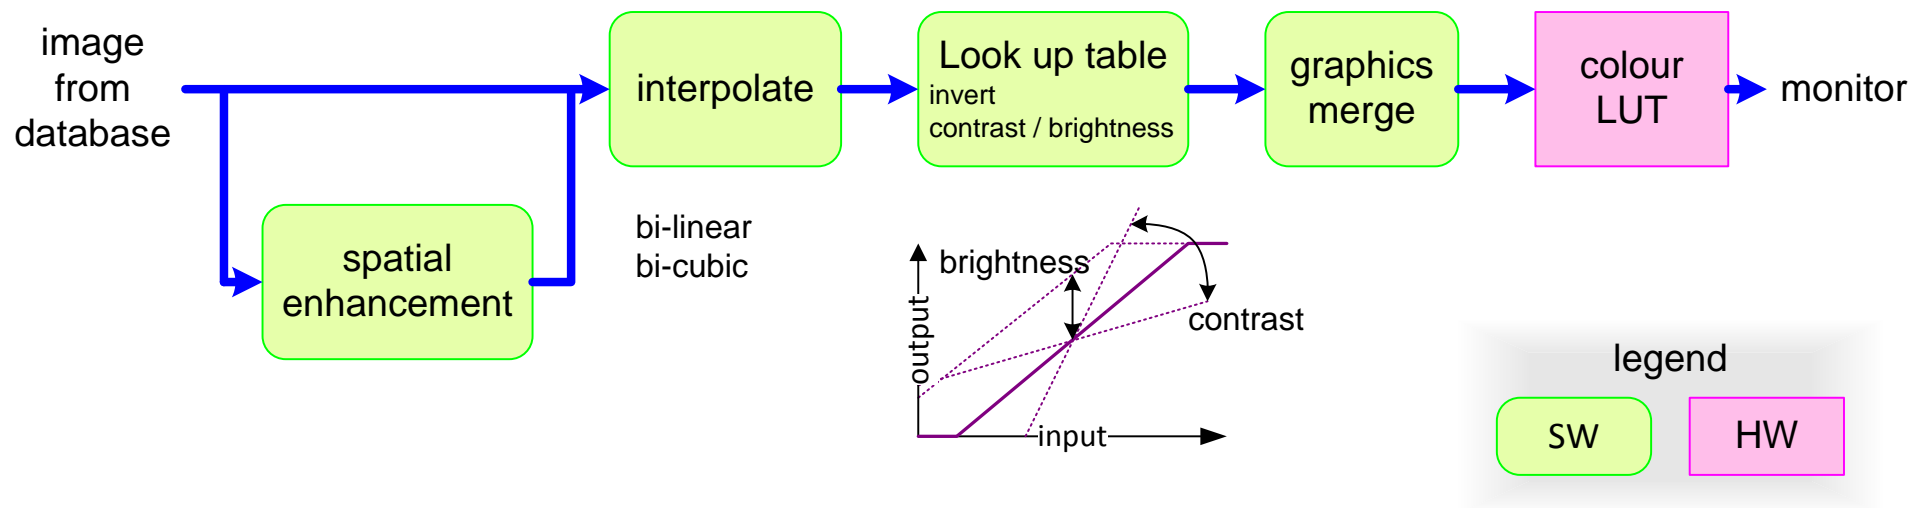 image
from
database
interpolate
Look up table
invert
contrast / brightness
graphics
merge
colour
LUT
monitor
spatial
enhancement
bi-linear
bi-cubic
brightness
contrast
output
input
legend
SW
HW